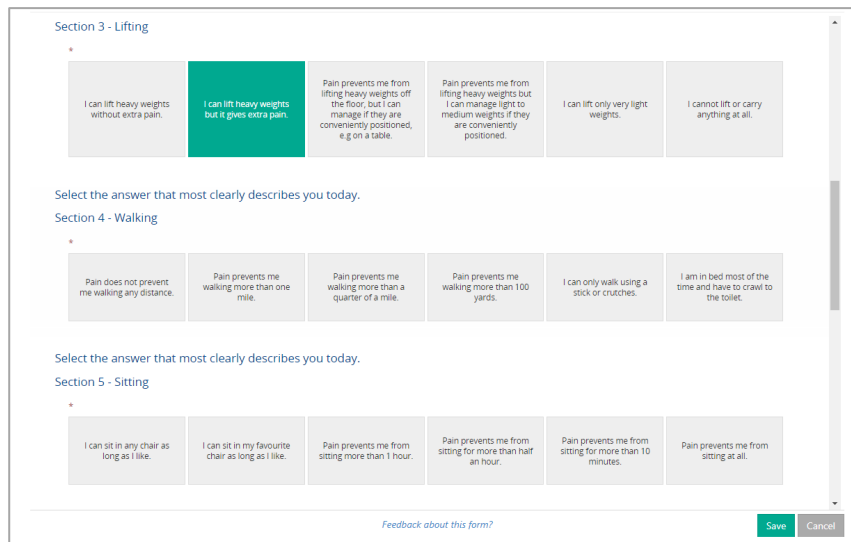 Section 3 - Lifting
*
I can lift heavy weights
without extra pain.
I can lift heavy weights
but it gives extra pain.
Pain prevents me from
lifting heavy weights off
the floor, but I can
manage if they are
conveniently positioned,
e.g on a table.
Pain prevents me from
lifting heavy weights but
I can manage light to
medium weights if they
are conveniently
positioned.
I can lift only very light
weights.
I cannot lift or carry
anything at all.
Select the answer that most clearly describes you today.
Section 4 - Walking
*
Pain does not prevent
me walking any distance.
Pain prevents me
walking more than one
mile.
Pain prevents me
walking more than a
quarter of a mile.
Pain prevents me
walking more than 100
yards.
I can only walk using a
stick or crutches.
I am in bed most of the
time and have to crawl to
the toilet.
Select the answer that most clearly describes you today.
Section 5 - Sitting
*
I can sit in any chair as
long as I like.
I can sit in my favourite
chair as long as I like.
Pain prevents me from
sitting more than 1 hour.
Pain prevents me from
sitting for more than half
an hour.
Pain prevents me from
sitting for more than 10
minutes.
Pain prevents me from
sitting at all.
Feedback about this form?
Save
Cancel